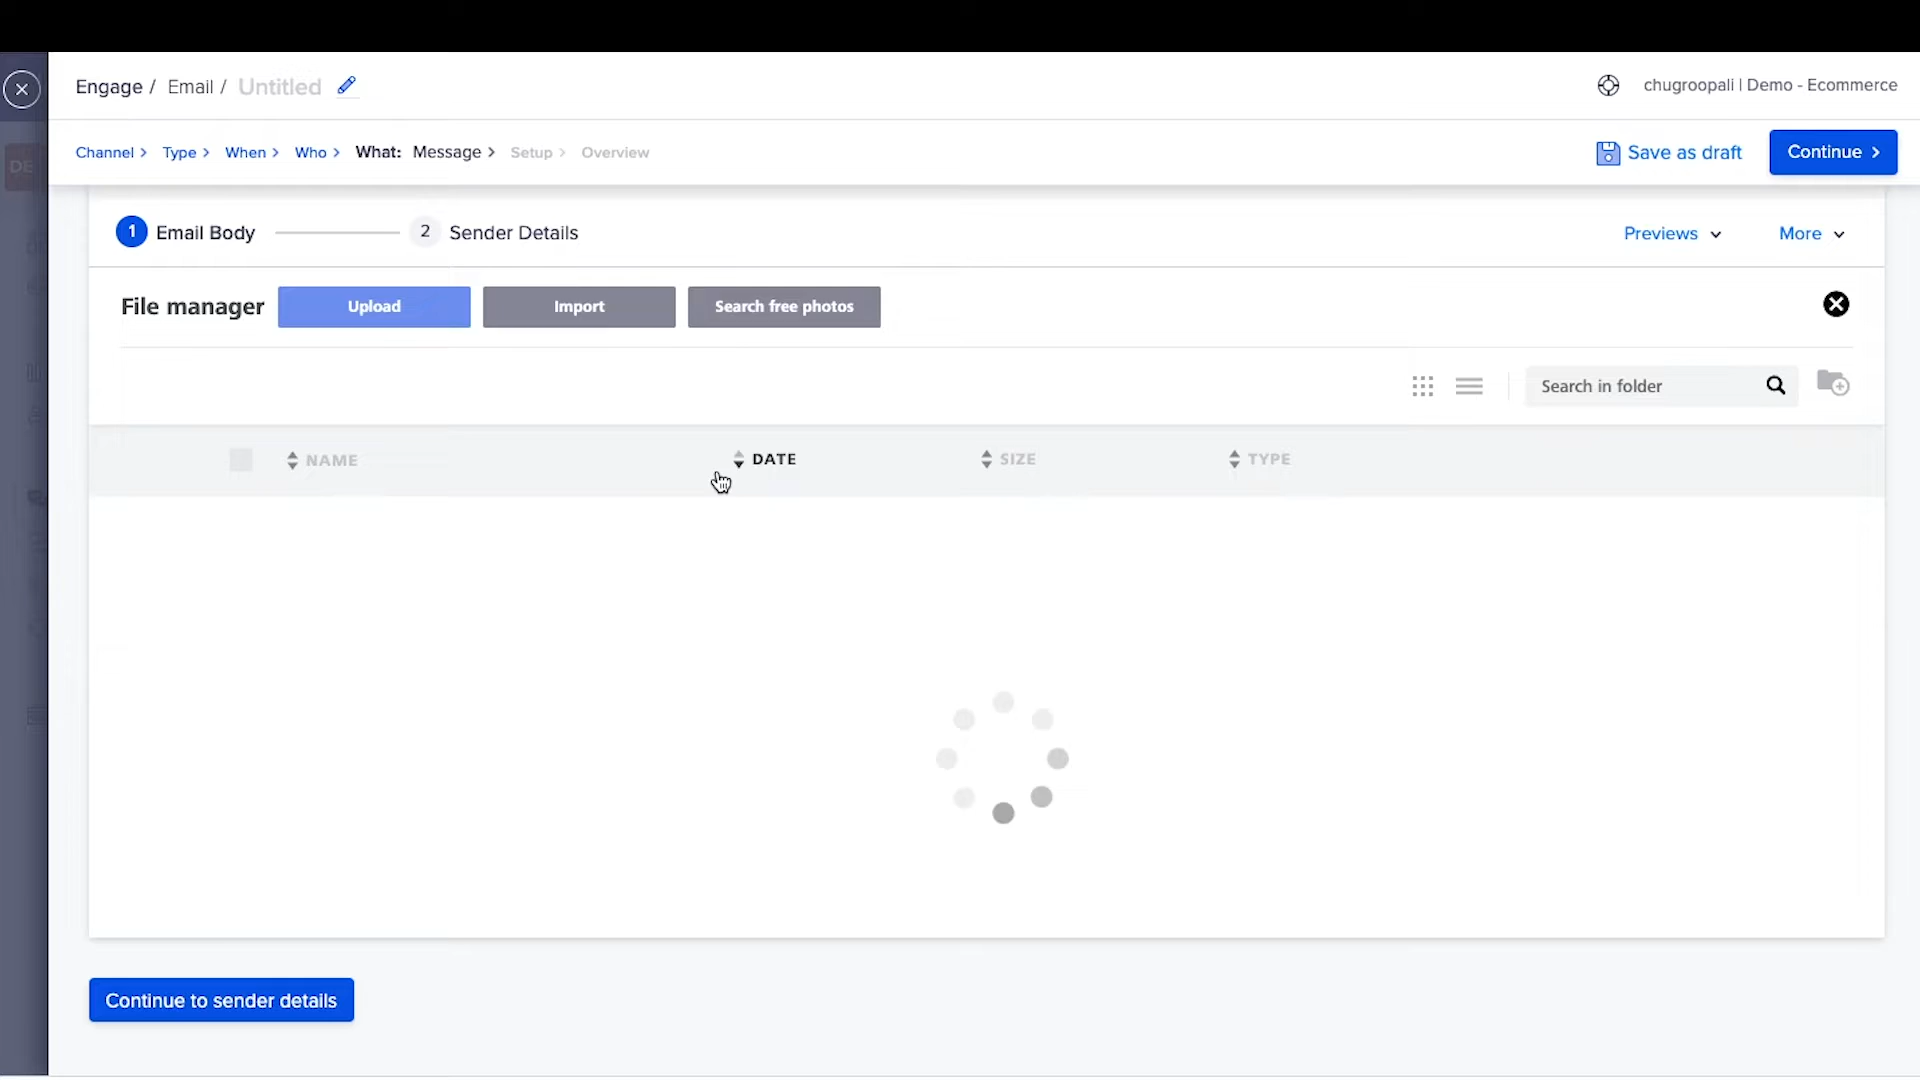 Engage / Email / Untitled
chugroopali | Demo - Ecommerce
DE
Channel > Type > When > Who > What: Message > Setup > Overview
Save as draft
Continue >
1 Email Body
2 Sender Details
Previews
More
File manager
Upload
Import
Search free photos
Search in folder
NAME
DATE
SIZE
TYPE
Continue to sender details